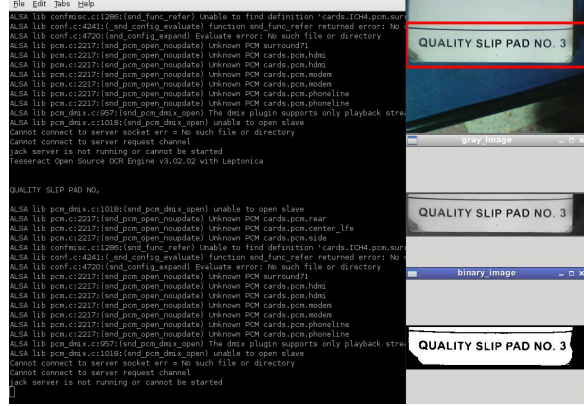 File Edit Tabs Help
ALSA lib confmisc.c:1286:(snd_func_refer) Unable to find definition 'cards.ICH4.pcm.sur
ALSA lib conf.c:4241:(_snd_config_evaluate) function snd_func_refer returned error: No s
ALSA lib conf.c:4720:(snd_config_expand) Evaluate error: No such file or directory
ALSA lib pcm.c:2217:(snd_pcm_open_noupdate) Unknown PCM surround71
ALSA lib pcm.c:2217:(snd_pcm_open_noupdate) Unknown PCM cards.pcm.hdmi
ALSA lib pcm.c:2217:(snd_pcm_open_noupdate) Unknown PCM cards.pcm.hdmi
ALSA lib pcm.c:2217:(snd_pcm_open_noupdate) Unknown PCM cards.pcm.modem
ALSA lib pcm.c:2217:(snd_pcm_open_noupdate) Unknown PCM cards.pcm.modem
ALSA lib pcm.c:2217:(snd_pcm_open_noupdate) Unknown PCM cards.pcm.phoneline
ALSA lib pcm.c:2217:(snd_pcm_open_noupdate) Unknown PCM cards.pcm.phoneline
ALSA lib pcm_dmix.c:957:(snd_pcm_dmix_open) The dmix plugin supports only playback strea
ALSA lib pcm_dmix.c:1018:(snd_pcm_dmix_open) unable to open slave
Cannot connect to server socket err = No such file or directory
Cannot connect to server request channel
jack server is not running or cannot be started
Tesseract Open Source OCR Engine v3.02.02 with Leptonica
QUALITY SLIP PAD NO,
ALSA lib pcm_dmix.c:1018:(snd_pcm_dmix_open) unable to open slave
ALSA lib pcm.c:2217:(snd_pcm_open_noupdate) Unknown PCM cards.pcm.rear
ALSA lib pcm.c:2217:(snd_pcm_open_noupdate) Unknown PCM cards.pcm.center_lfe
ALSA lib pcm.c:2217:(snd_pcm_open_noupdate) Unknown PCM cards.pcm.side
ALSA lib confmisc.c:1286:(snd_func_refer) Unable to find definition 'cards.ICH4.pcm.sur
ALSA lib conf.c:4241:(_snd_config_evaluate) function snd_func_refer returned error: No s
ALSA lib conf.c:4720:(snd_config_expand) Evaluate error: No such file or directory
ALSA lib pcm.c:2217:(snd_pcm_open_noupdate) Unknown PCM surround71
ALSA lib pcm.c:2217:(snd_pcm_open_noupdate) Unknown PCM cards.pcm.hdmi
ALSA lib pcm.c:2217:(snd_pcm_open_noupdate) Unknown PCM cards.pcm.hdmi
ALSA lib pcm.c:2217:(snd_pcm_open_noupdate) Unknown PCM cards.pcm.modem
ALSA lib pcm.c:2217:(snd_pcm_open_noupdate) Unknown PCM cards.pcm.modem
ALSA lib pcm.c:2217:(snd_pcm_open_noupdate) Unknown PCM cards.pcm.phoneline
ALSA lib pcm.c:2217:(snd_pcm_open_noupdate) Unknown PCM cards.pcm.phoneline
ALSA lib pcm_dmix.c:957:(snd_pcm_dmix_open) The dmix plugin supports only playback strea
ALSA lib pcm_dmix.c:1018:(snd_pcm_dmix_open) unable to open slave
Cannot connect to server socket err = No such file or directory
Cannot connect to server request channel
jack server is not running or cannot be started
QUALITY SLIP PAD NO. 3
gray_image
QUALITY SLIP PAD NO. 3
binary_image
QUALITY SLIP PAD NO. 3